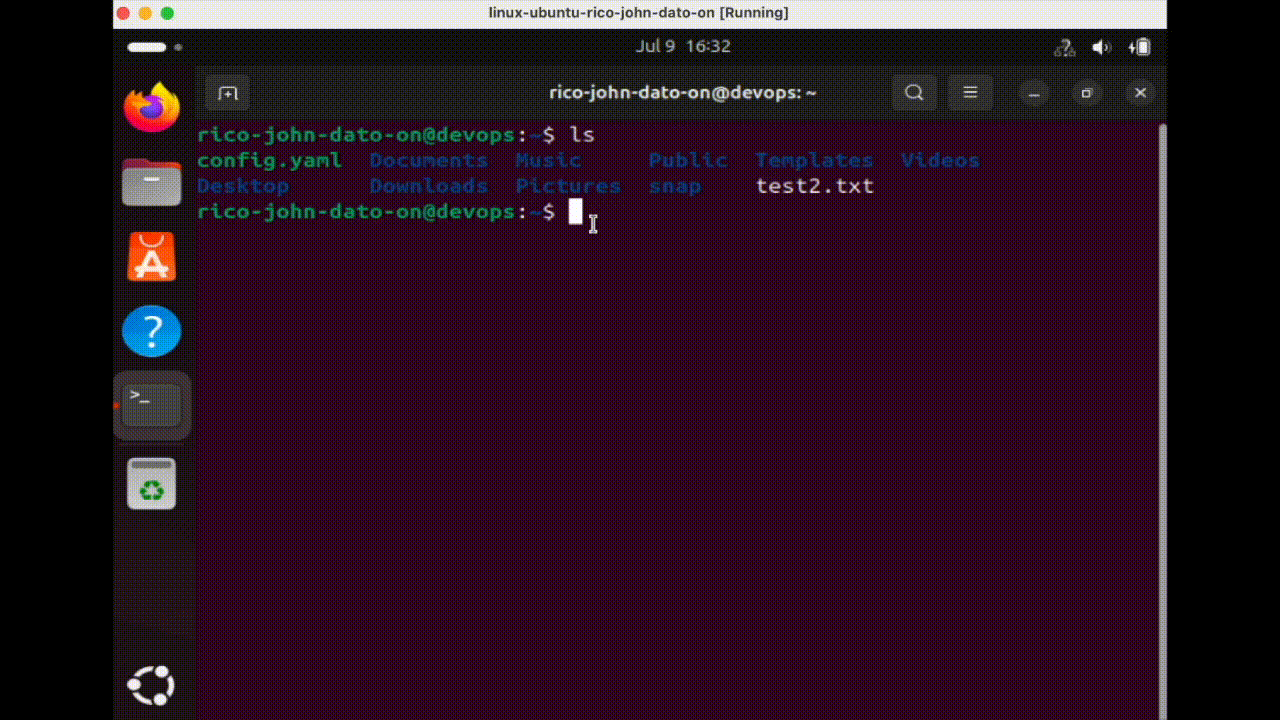 linux-ubuntu-rico-john-dato-on [Running]
Jul 9 16:32
rico-john-dato-on@devops: ~
rico-john-dato-on@devops:~$ ls
config.yaml Documents Music Public Templates Videos
Desktop Downloads Pictures snap test2.txt
rico-john-dato-on@devops:~$